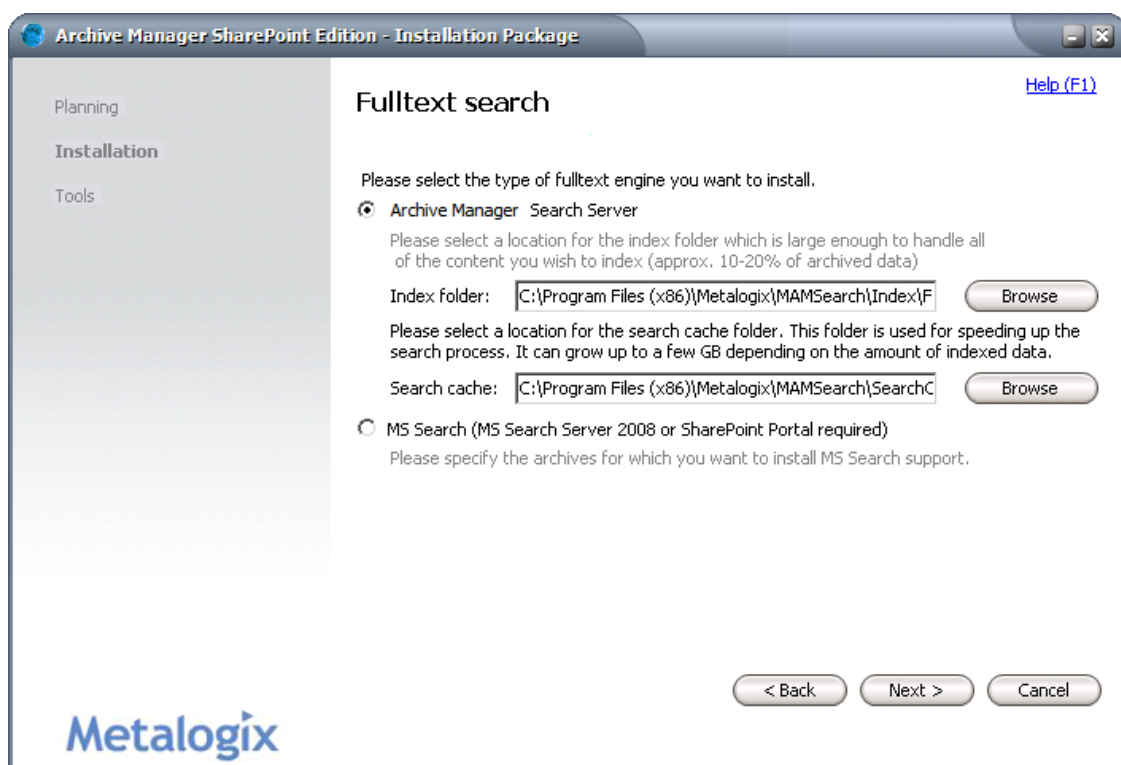 Archive Manager SharePoint Edition - Installation Package
Help (F1)
Planning
Installation
Tools
Fulltext search
Please select the type of fulltext engine you want to install.
Archive Manager Search Server
Please select a location for the index folder which is large enough to handle all
of the content you wish to index (approx. 10-20% of archived data)
Index folder: C:\Program Files (x86)\Metalogix\MAMSearch\Index\F Browse
Please select a location for the search cache folder. This folder is used for speeding up the
search process. It can grow up to a few GB depending on the amount of indexed data.
Search cache: C:\Program Files (x86)\Metalogix\MAMSearch\SearchC Browse
MS Search (MS Search Server 2008 or SharePoint Portal required)
Please specify the archives for which you want to install MS Search support.
< Back Next > Cancel
Metalogix